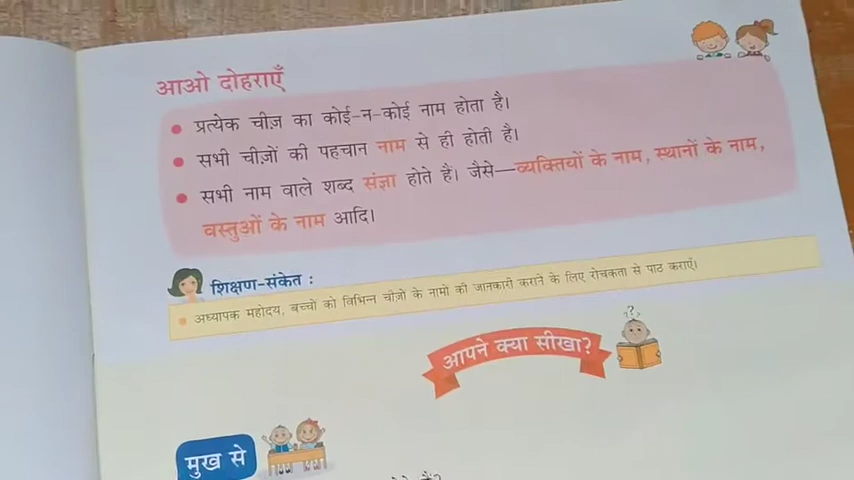 आओ दोहराएँ
• प्रत्येक चीज़ का कोई-न-कोई नाम होता है।
• सभी चीज़ों की पहचान नाम से ही होती है।
• सभी नाम वाले शब्द संज्ञा होते हैं। जैसे—व्यक्तियों के नाम, स्थानों के नाम,
वस्तुओं के नाम आदि।
शिक्षण-संकेत :
• अध्यापक महोदय, बच्चों को विभिन्न चीज़ों के नामों की जानकारी कराने के लिए रोचकता से पाठ कराएँ।
??
आपने क्या सीखा?
मुख से